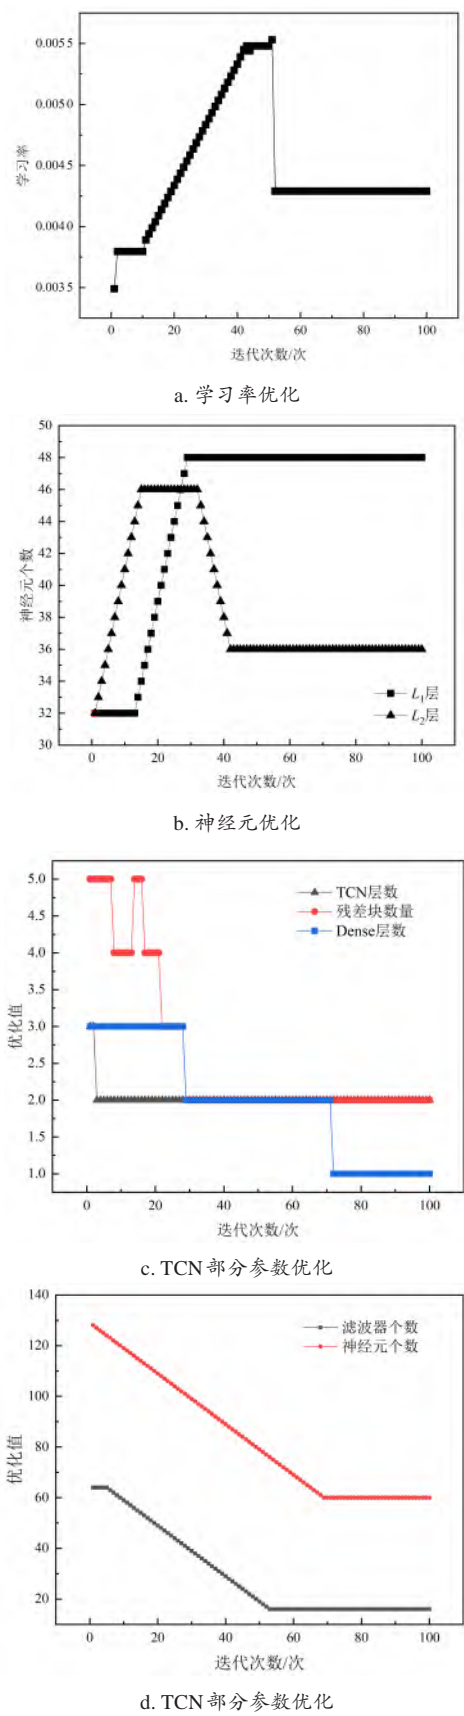 0.0055
0.0050
0.0045
0.0040
0.0035
学习率
0 20 40 60 80 100
迭代次数/次
a. 学习率优化
50
48
46
44
42
40
38
36
34
32
30
神经元个数
L₁层
L₂层
0 20 40 60 80 100
迭代次数/次
b. 神经元优化
5.0
4.5
4.0
3.5
3.0
2.5
2.0
1.5
1.0
优化值
TCN层数
残差块数量
Dense层数
0 20 40 60 80 100
迭代次数/次
c. TCN部分参数优化
140
120
100
80
60
40
20
优化值
滤波器个数
神经元个数
0 20 40 60 80 100
迭代次数/次
d. TCN部分参数优化